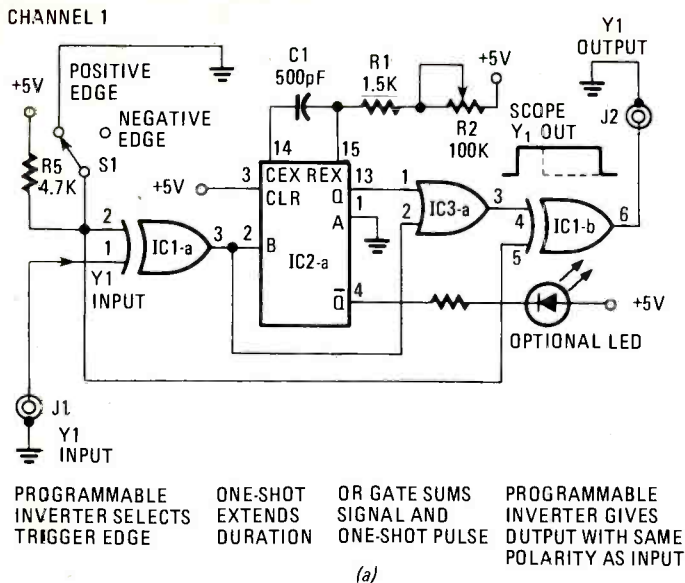 CHANNEL 1
Y1
OUTPUT
C1
500pF
R1
1.5K
+5V
POSITIVE
EDGE
+5V
NEGATIVE
EDGE
R2
100K
SCOPE
Y1 OUT
J2
S1
R5
4.7K
14
15
+5V
3
CEX REX
CLR
13
Q
1
A
1
2
IC3-a
3
4
5
IC1-b
6
2
1
IC1-a
3
2
B
IC2-a
Y1
INPUT
Q
4
+5V
OPTIONAL LED
J1
Y1
INPUT
PROGRAMMABLE
INVERTER SELECTS
TRIGGER EDGE
ONE-SHOT
EXTENDS
DURATION
OR GATE SUMS
SIGNAL AND
ONE-SHOT PULSE
PROGRAMMABLE
INVERTER GIVES
OUTPUT WITH SAME
POLARITY AS INPUT
(a)